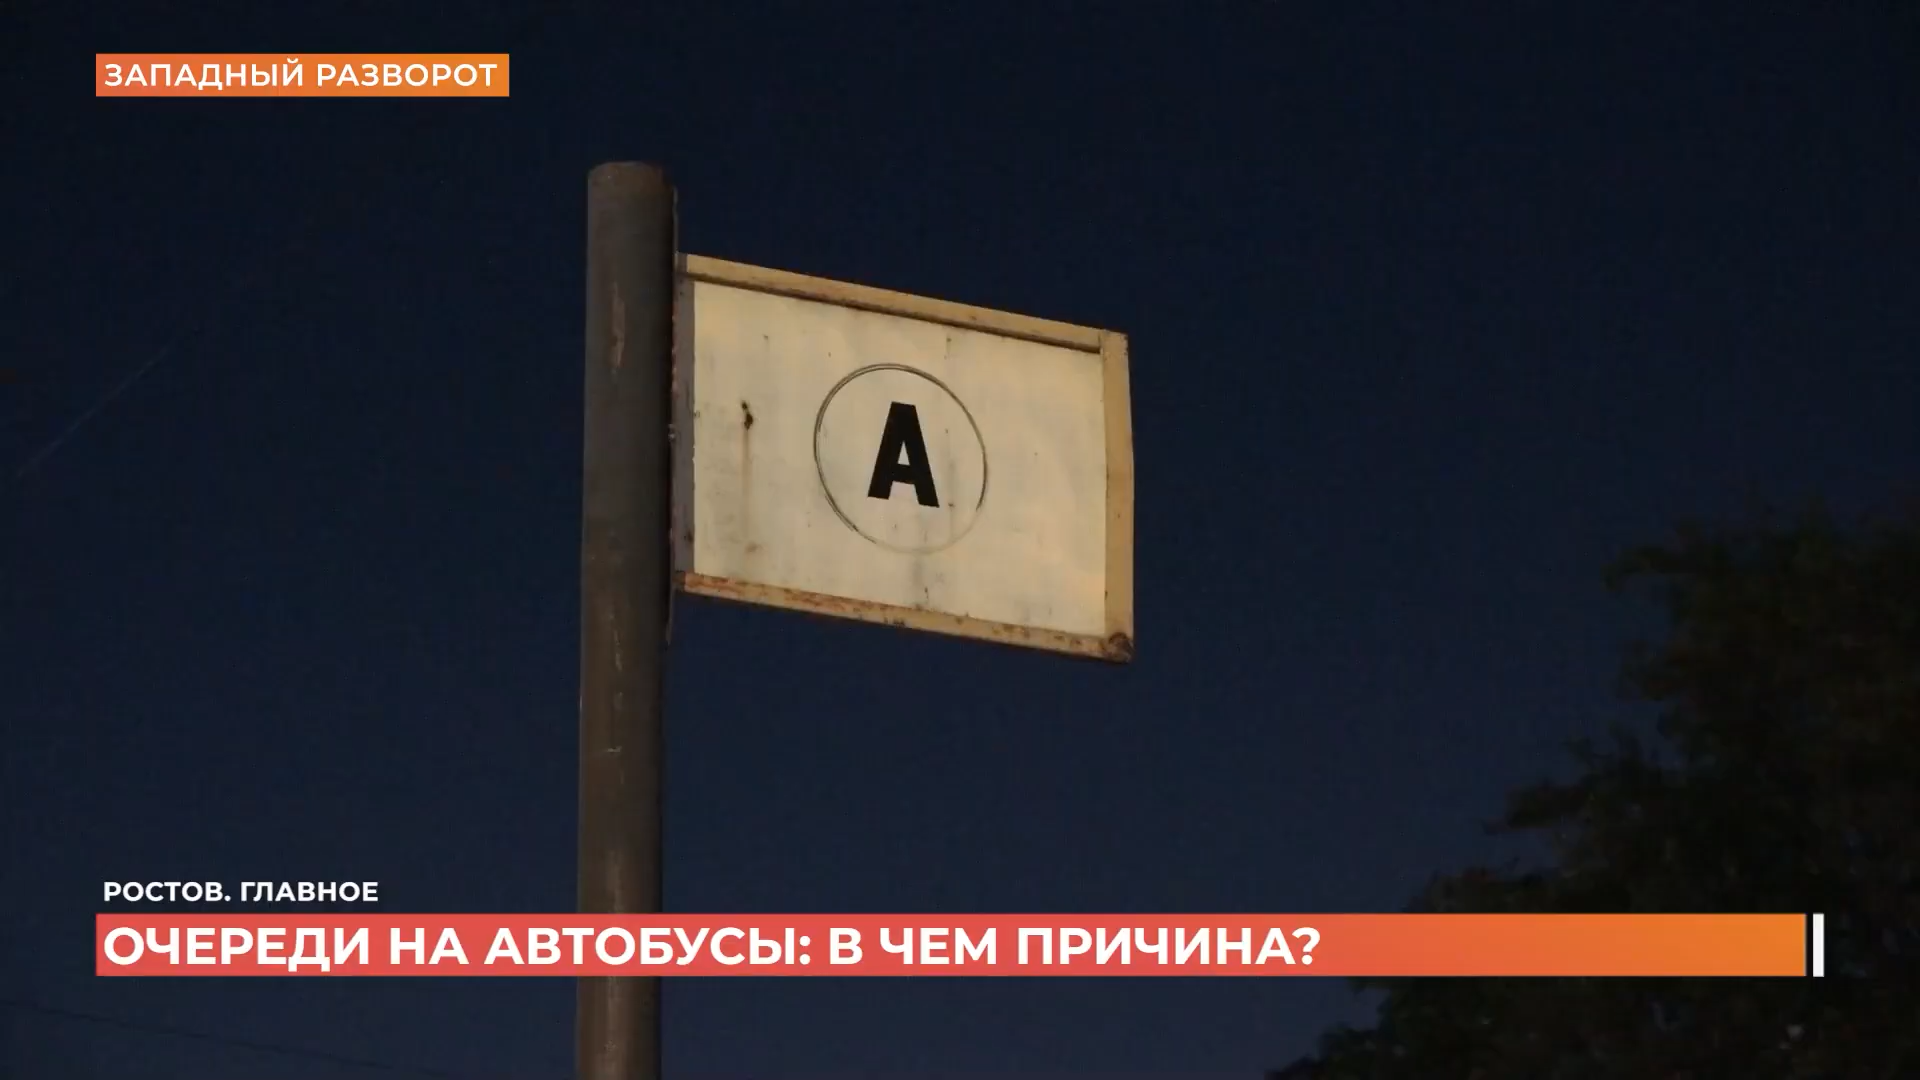 ЗАПАДНЫЙ РАЗВОРОТ
А
РОСТОВ. ГЛАВНОЕ
ОЧЕРЕДИ НА АВТОБУСЫ: В ЧЕМ ПРИЧИНА?